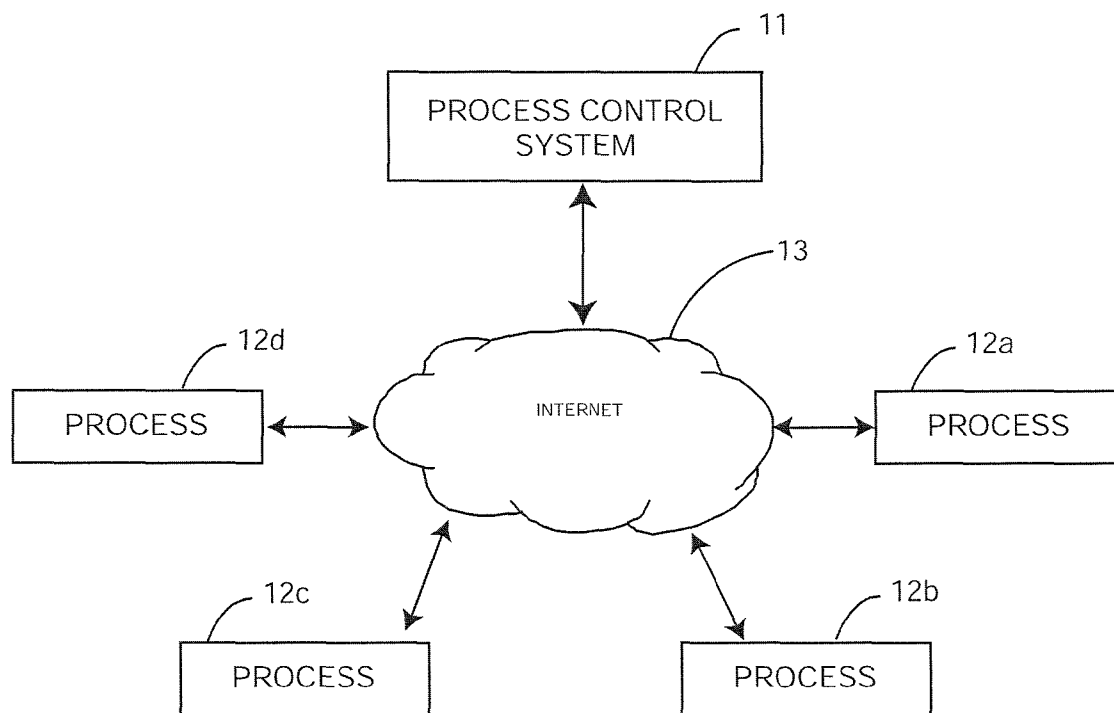 11
PROCESS CONTROL
SYSTEM
13
12d
12a
PROCESS
INTERNET
PROCESS
12c
12b
PROCESS
PROCESS